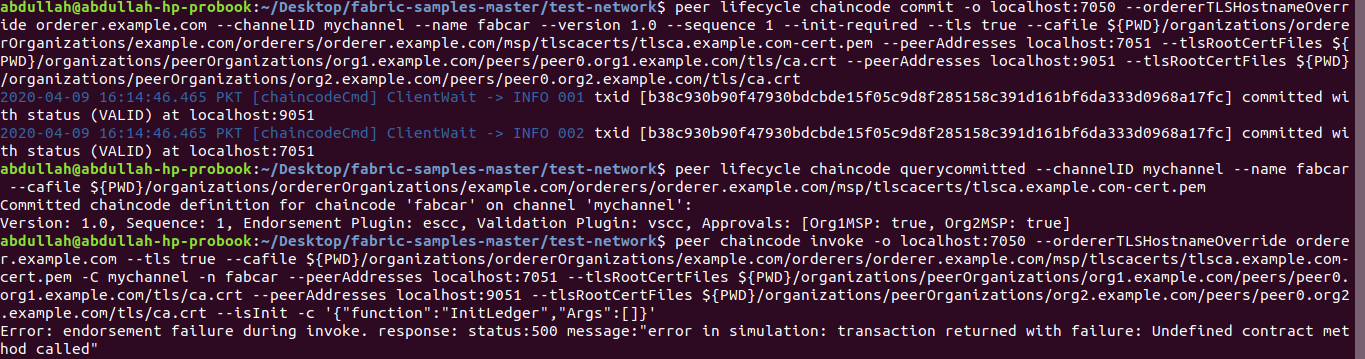 abdullah@abdullah-hp-probook:~/Desktop/fabric-samples-master/test-network$ peer lifecycle chaincode commit -o localhost:7050 --ordererTLSHostnameOver
ride orderer.example.com --channelID mychannel --name fabcar --version 1.0 --sequence 1 --init-required --tls true --cafile ${PWD}/organizations/order
erOrganizations/example.com/orderers/orderer.example.com/msp/tlscacerts/tlsca.example.com-cert.pem --peerAddresses localhost:7051 --tlsRootCertFiles ${
PWD}/organizations/peerOrganizations/org1.example.com/peers/peer0.org1.example.com/tls/ca.crt --peerAddresses localhost:9051 --tlsRootCertFiles ${PWD}
/organizations/peerOrganizations/org2.example.com/peers/peer0.org2.example.com/tls/ca.crt
2020-04-09 16:14:46.465 PKT [chaincodeCmd] ClientWait -> INFO 001 txid [b38c930b90f47930bdcbde15f05c9d8f285158c391d161bf6da333d0968a17fc] committed wi
th status (VALID) at localhost:9051
2020-04-09 16:14:46.465 PKT [chaincodeCmd] ClientWait -> INFO 002 txid [b38c930b90f47930bdcbde15f05c9d8f285158c391d161bf6da333d0968a17fc] committed wi
th status (VALID) at localhost:7051
abdullah@abdullah-hp-probook:~/Desktop/fabric-samples-master/test-network$ peer lifecycle chaincode querycommitted --channelID mychannel --name fabcar
 --cafile ${PWD}/organizations/ordererOrganizations/example.com/orderers/orderer.example.com/msp/tlscacerts/tlsca.example.com-cert.pem
Committed chaincode definition for chaincode 'fabcar' on channel 'mychannel':
Version: 1.0, Sequence: 1, Endorsement Plugin: escc, Validation Plugin: vscc, Approvals: [Org1MSP: true, Org2MSP: true]
abdullah@abdullah-hp-probook:~/Desktop/fabric-samples-master/test-network$ peer chaincode invoke -o localhost:7050 --ordererTLSHostnameOverride ordere
r.example.com --tls true --cafile ${PWD}/organizations/ordererOrganizations/example.com/orderers/orderer.example.com/msp/tlscacerts/tlsca.example.com-
cert.pem -C mychannel -n fabcar --peerAddresses localhost:7051 --tlsRootCertFiles ${PWD}/organizations/peerOrganizations/org1.example.com/peers/peer0.
org1.example.com/tls/ca.crt --peerAddresses localhost:9051 --tlsRootCertFiles ${PWD}/organizations/peerOrganizations/org2.example.com/peers/peer0.org2
.example.com/tls/ca.crt --isInit -c '{"function":"InitLedger","Args":[]}'
Error: endorsement failure during invoke. response: status:500 message:"error in simulation: transaction returned with failure: Undefined contract met
hod called"